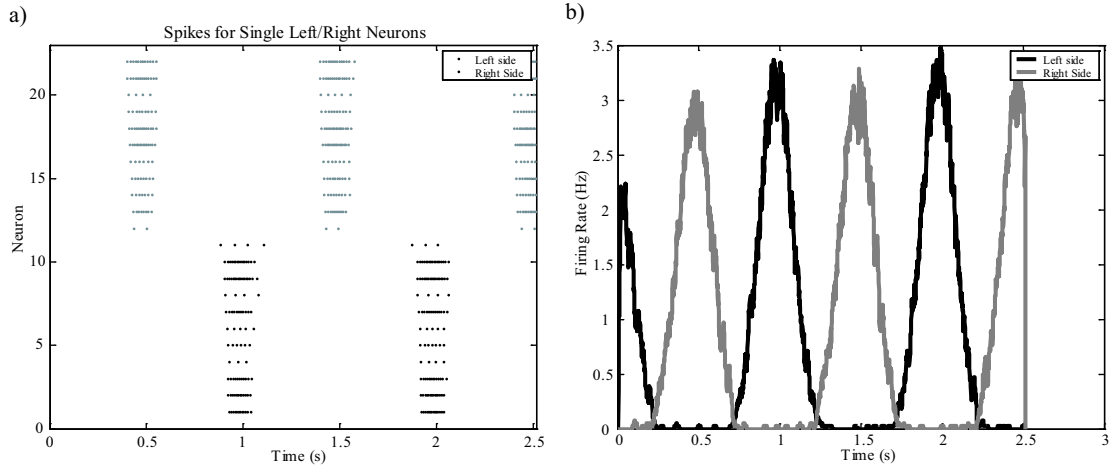 a)
Spikes for Single Left/Right Neurons
Left side
Right Side
20
15
10
5
0
Neuron
0 0.5 1 1.5 2 2.5
Time (s)
b)
3.5
3
2.5
2
1.5
1
0.5
0
Firing Rate (Hz)
Left side
Right Side
0 0.5 1 1.5 2 2.5 3
Time (s)